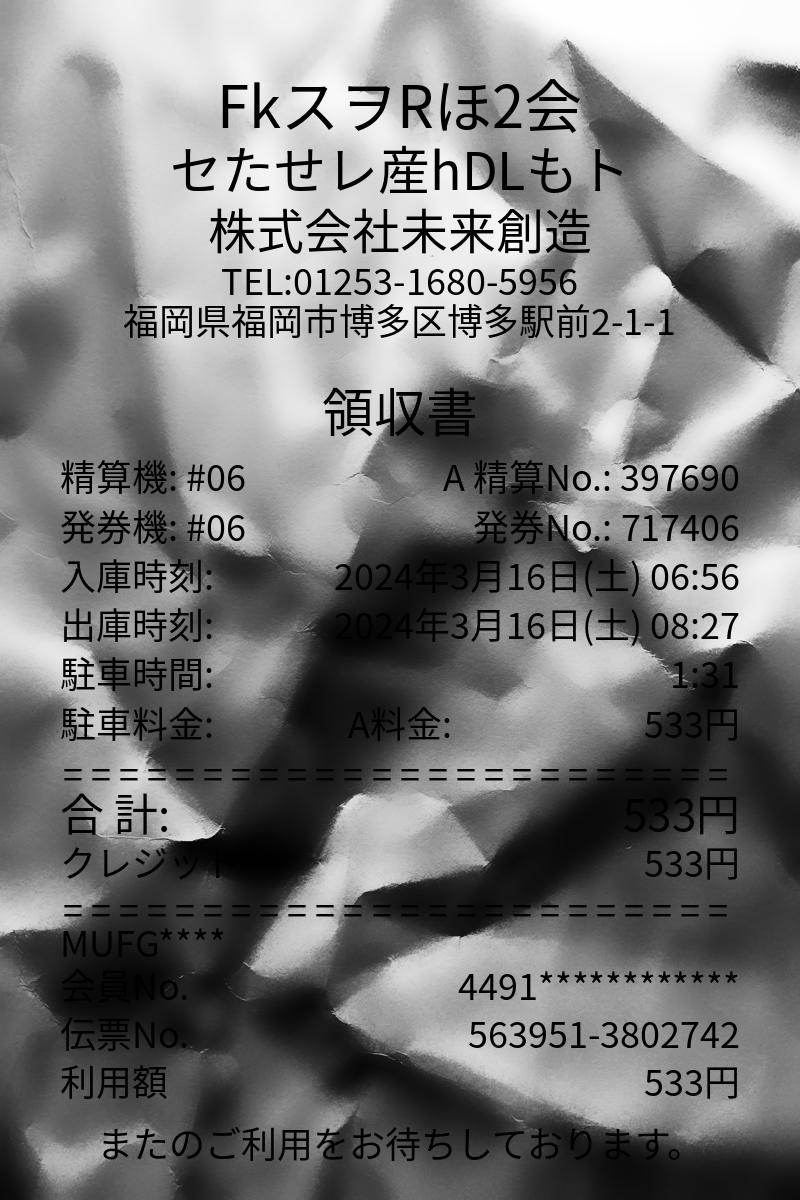 FkスヲRほ2会
セたせレ産hDLもト
株式会社未来創造
TEL:01253-1680-5956
福岡県福岡市博多区博多駅前2-1-1
領収書
精算機: #06 A 精算No.: 397690
発券機: #06 発券No.: 717406
入庫時刻: 2024年3月16日(土) 06:56
出庫時刻: 2024年3月16日(土) 08:27
駐車時間: 1:31
駐車料金: A料金: 533円
========================
合 計: 533円
クレジット 533円
========================
MUFG****
会員No. 4491************
伝票No. 563951-3802742
利用額 533円
またのご利用をお待ちしております。